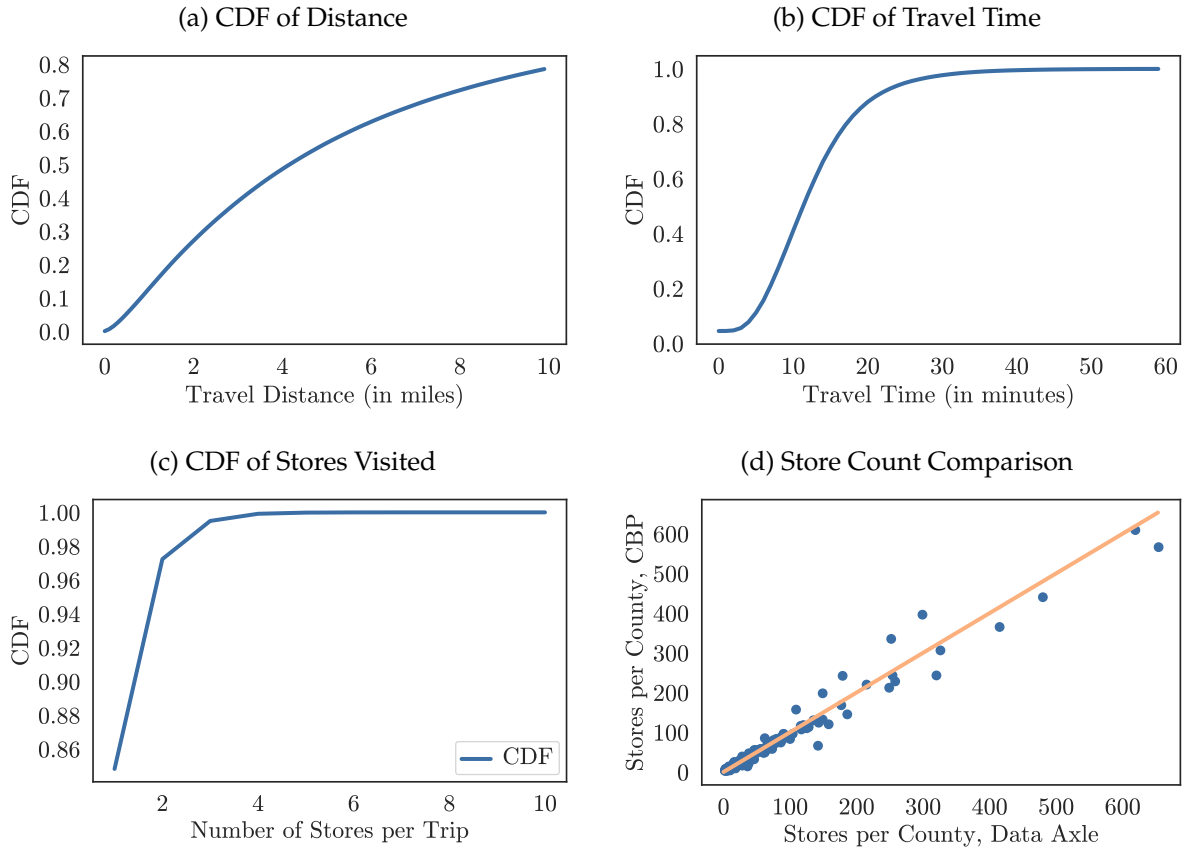 (a) CDF of Distance
0.8
0.7
0.6
0.5
0.4
0.3
0.2
0.1
0.0
CDF
0 2 4 6 8 10
Travel Distance (in miles)
(b) CDF of Travel Time
1.0
0.8
0.6
0.4
0.2
0.0
CDF
0 10 20 30 40 50 60
Travel Time (in minutes)
(c) CDF of Stores Visited
1.00
0.98
0.96
0.94
0.92
0.90
0.88
0.86
CDF
CDF
2 4 6 8 10
Number of Stores per Trip
(d) Store Count Comparison
600
500
400
300
200
100
0
Stores per County, CBP
0 100 200 300 400 500 600
Stores per County, Data Axle